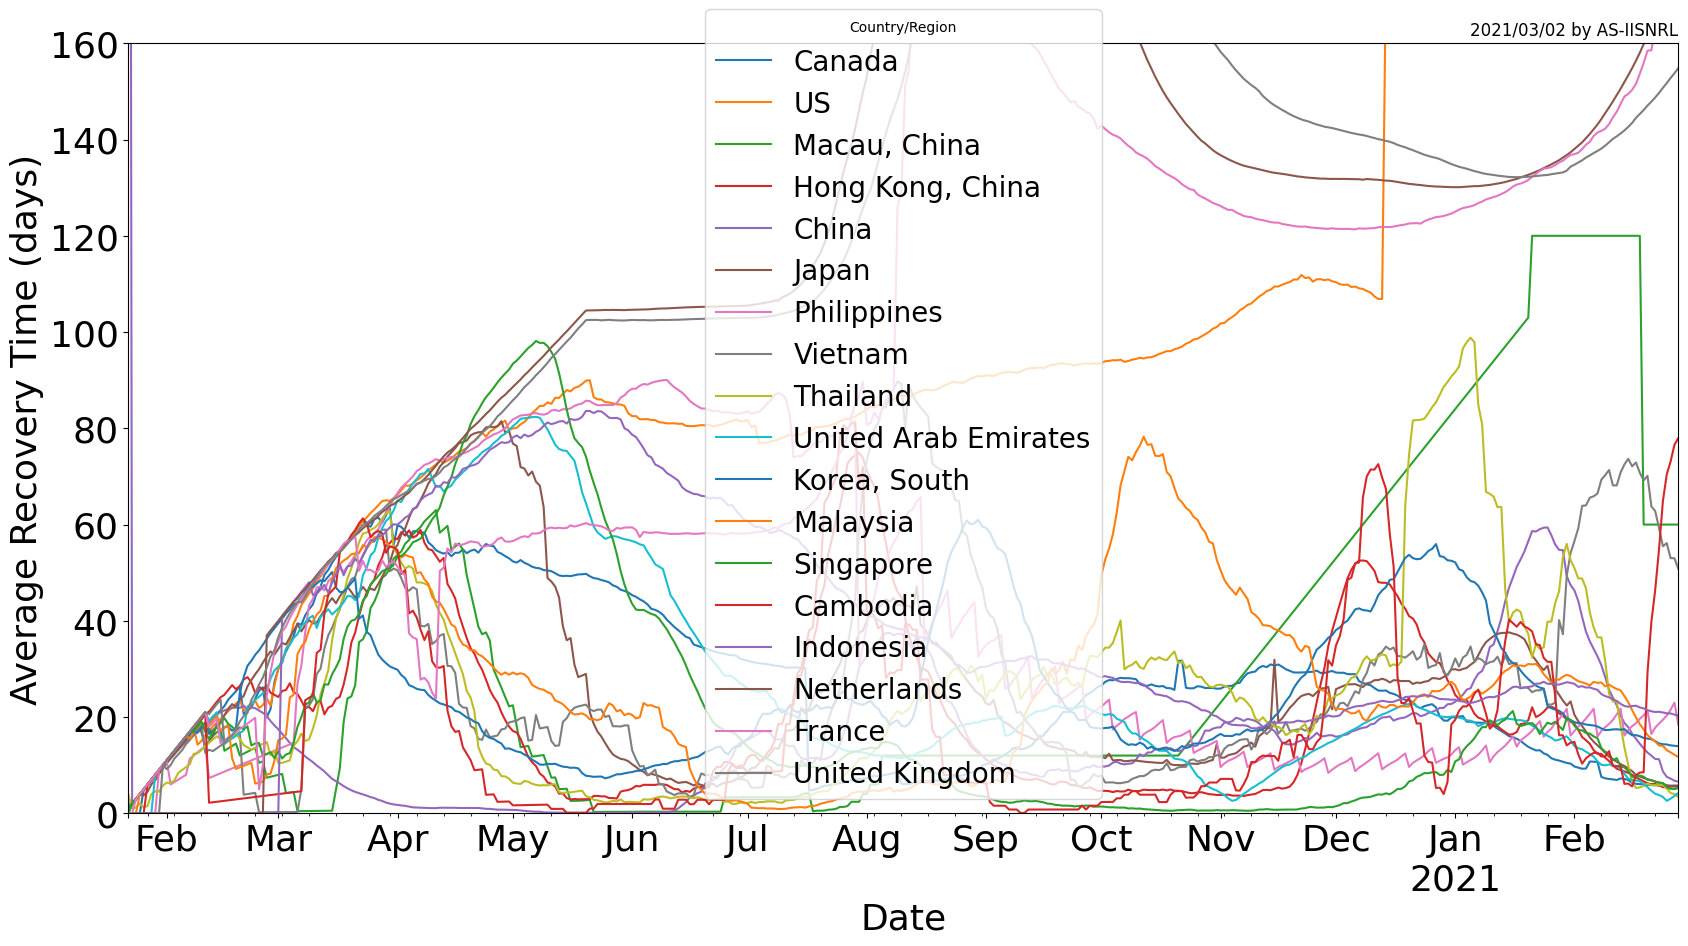 Country/Region
2021/03/02 by AS-IISNRL
Average Recovery Time (days)
160
140
120
100
80
60
40
20
0
Canada
US
Macau, China
Hong Kong, China
China
Japan
Philippines
Vietnam
Thailand
United Arab Emirates
Korea, South
Malaysia
Singapore
Cambodia
Indonesia
Netherlands
France
United Kingdom
Feb Mar Apr May Jun Jul Aug Sep Oct Nov Dec Jan Feb
2021
Date